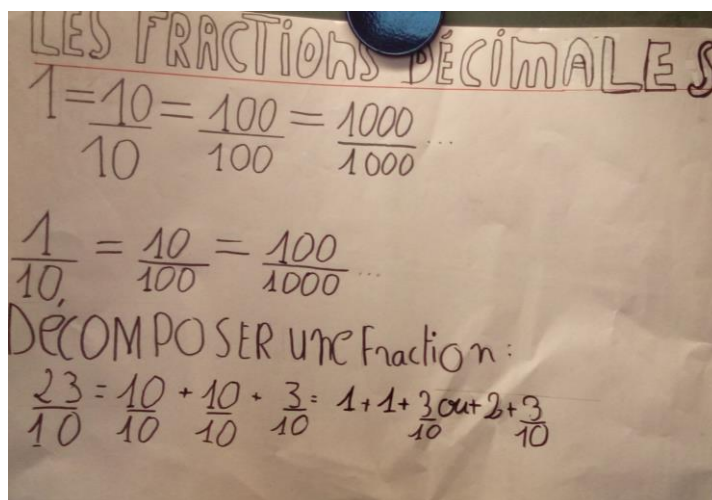 LES FRACTIONS DÉCIMALES
1 = 10/10 = 100/100 = 1000/1000 ...
1/10 = 10/100 = 100/1000 ...
DÉCOMPOSER une fraction :
23/10 = 10/10 + 10/10 + 3/10 = 1 + 1 + 3/10 ou + 2 + 3/10